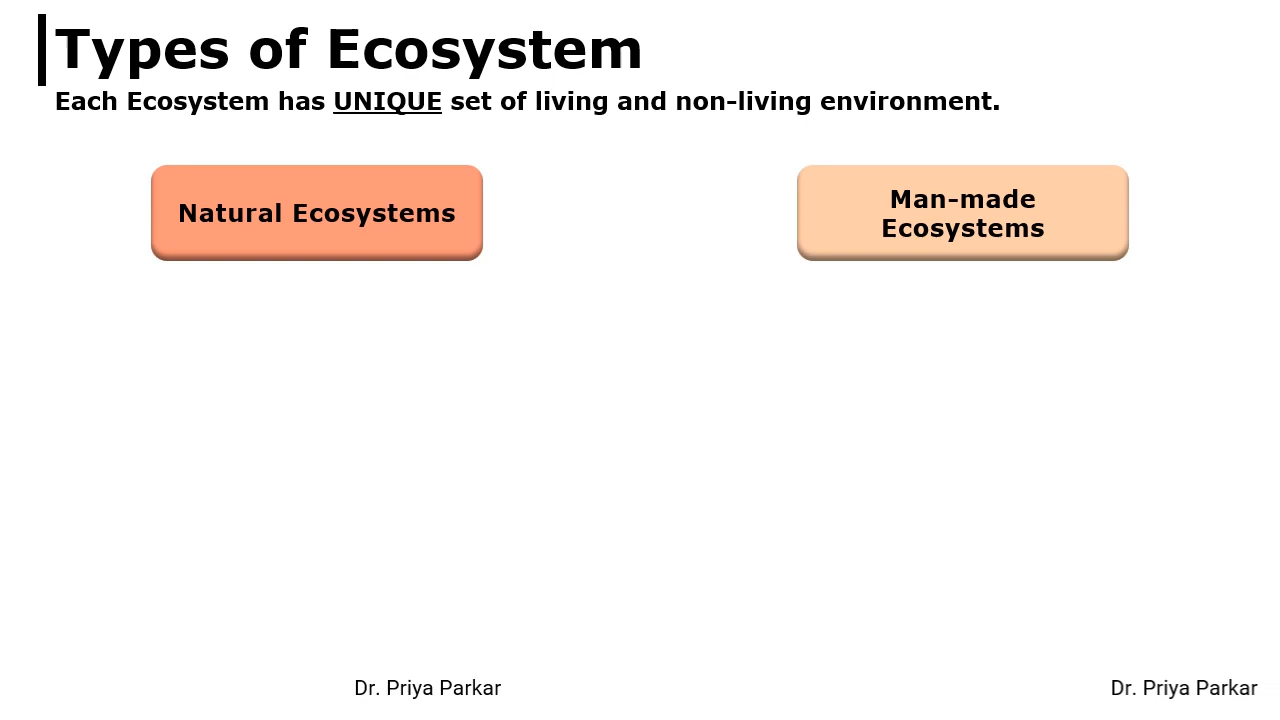 Types of Ecosystem
Each Ecosystem has UNIQUE set of living and non-living environment.
Natural Ecosystems
Man-made
Ecosystems
Dr. Priya Parkar
Dr. Priya Parkar